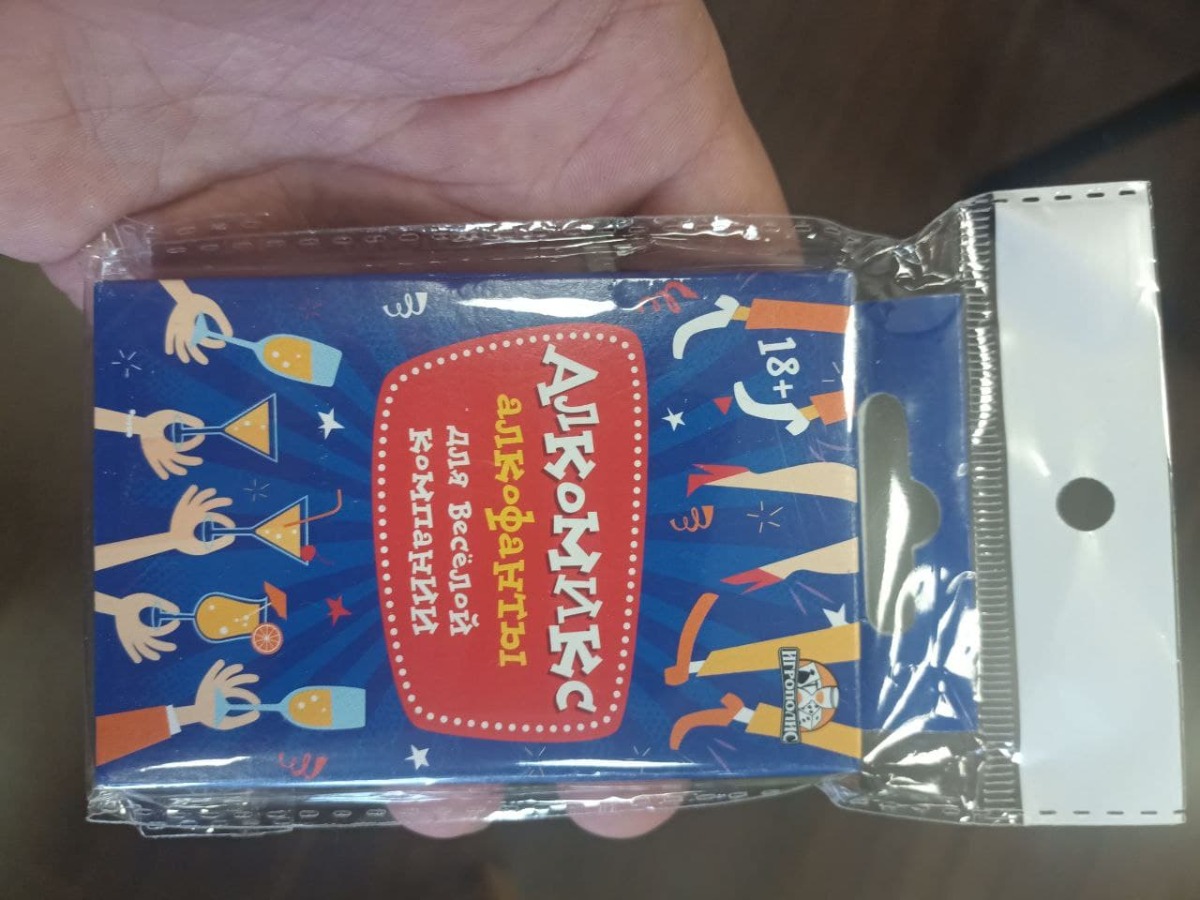 18+
Игрополис
Алкомикс
алкофанты
для весёлой
компании